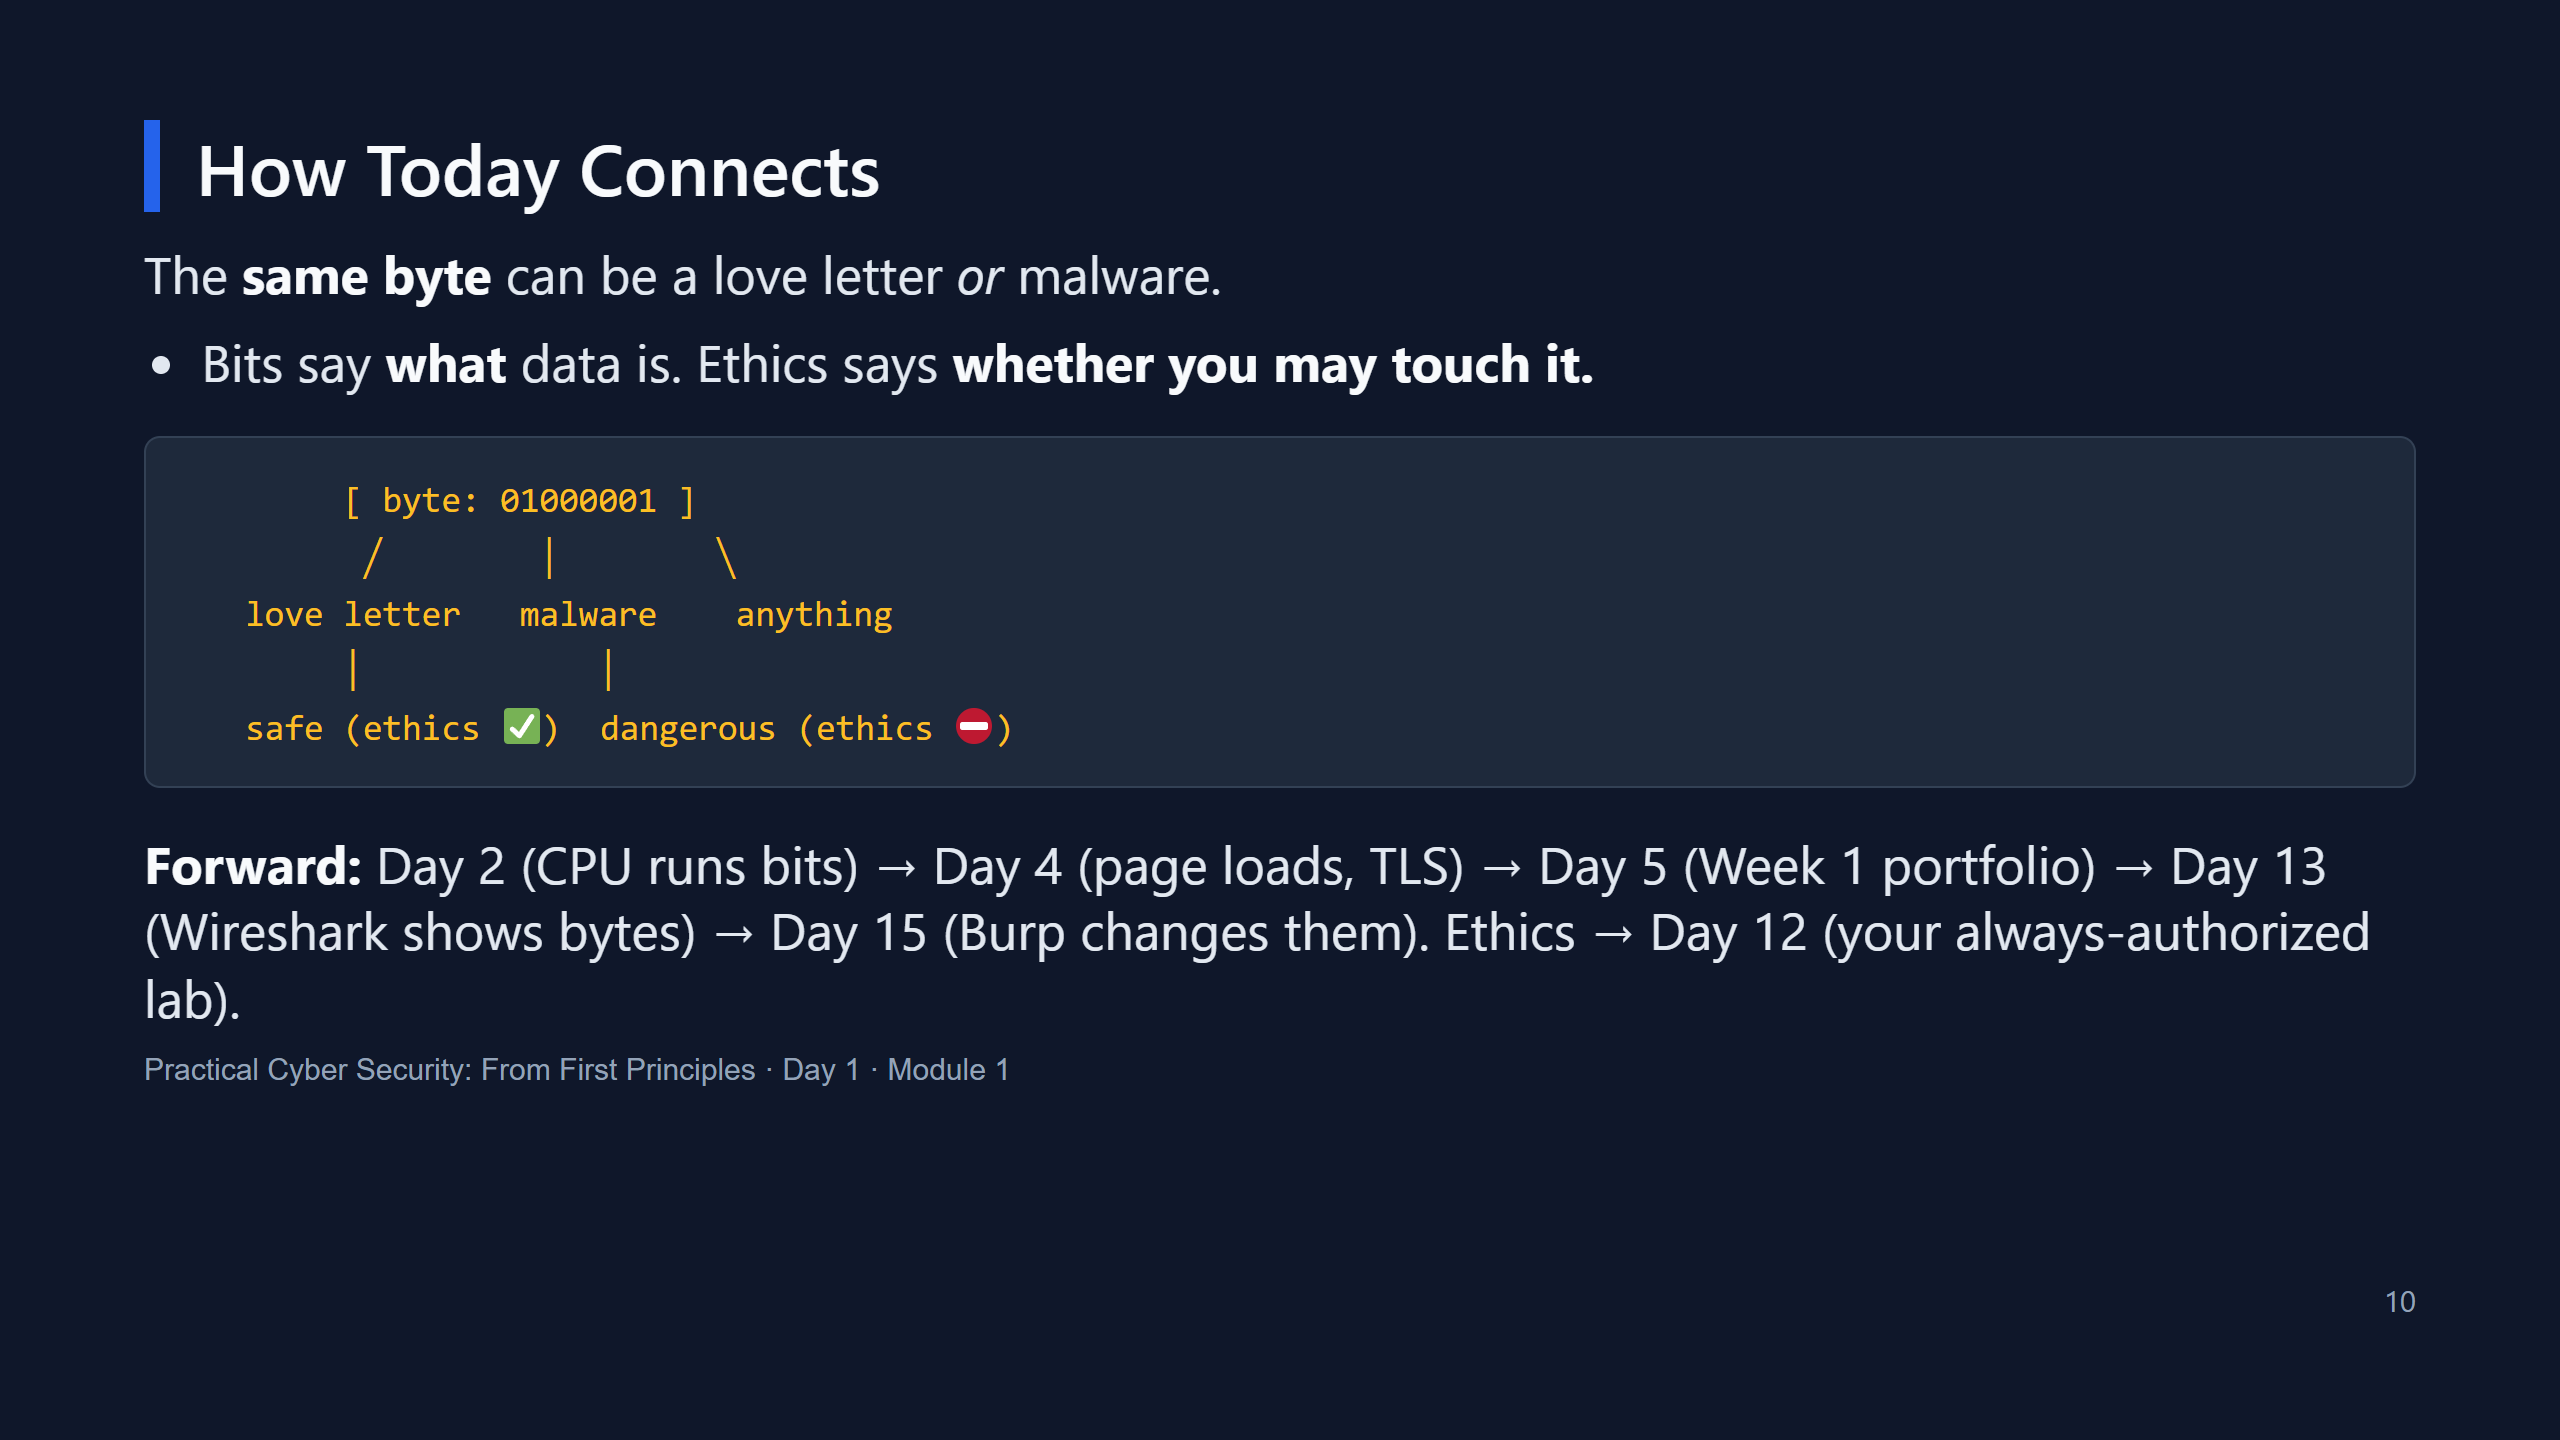 How Today Connects
The same byte can be a love letter or malware.
• Bits say what data is. Ethics says whether you may touch it.
[ byte: 01000001 ]
/ | \
love letter malware anything
| |
safe (ethics ✅) dangerous (ethics ⛔)
Forward: Day 2 (CPU runs bits) → Day 4 (page loads, TLS) → Day 5 (Week 1 portfolio) → Day 13
(Wireshark shows bytes) → Day 15 (Burp changes them). Ethics → Day 12 (your always-authorized
lab).
Practical Cyber Security: From First Principles · Day 1 · Module 1
10